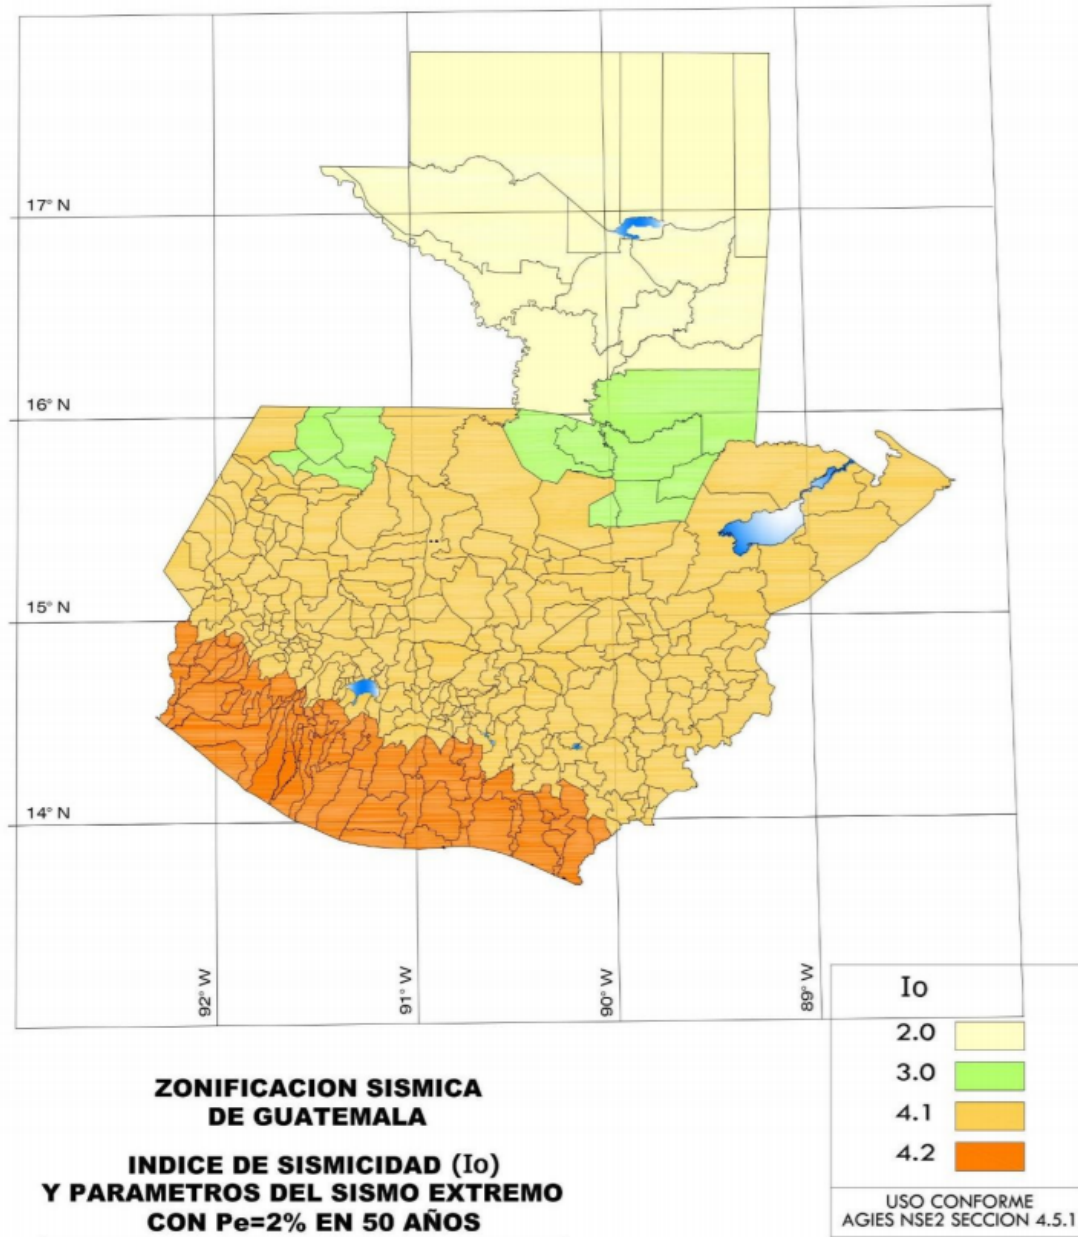 17° N
16° N
15° N
14° N
92° W
91° W
90° W
89° W
Io
2.0
3.0
4.1
4.2
USO CONFORME
AGIES NSE2 SECCION 4.5.1
ZONIFICACION SISMICA
DE GUATEMALA
INDICE DE SISMICIDAD (Io)
Y PARAMETROS DEL SISMO EXTREMO
CON Pe=2% EN 50 AÑOS